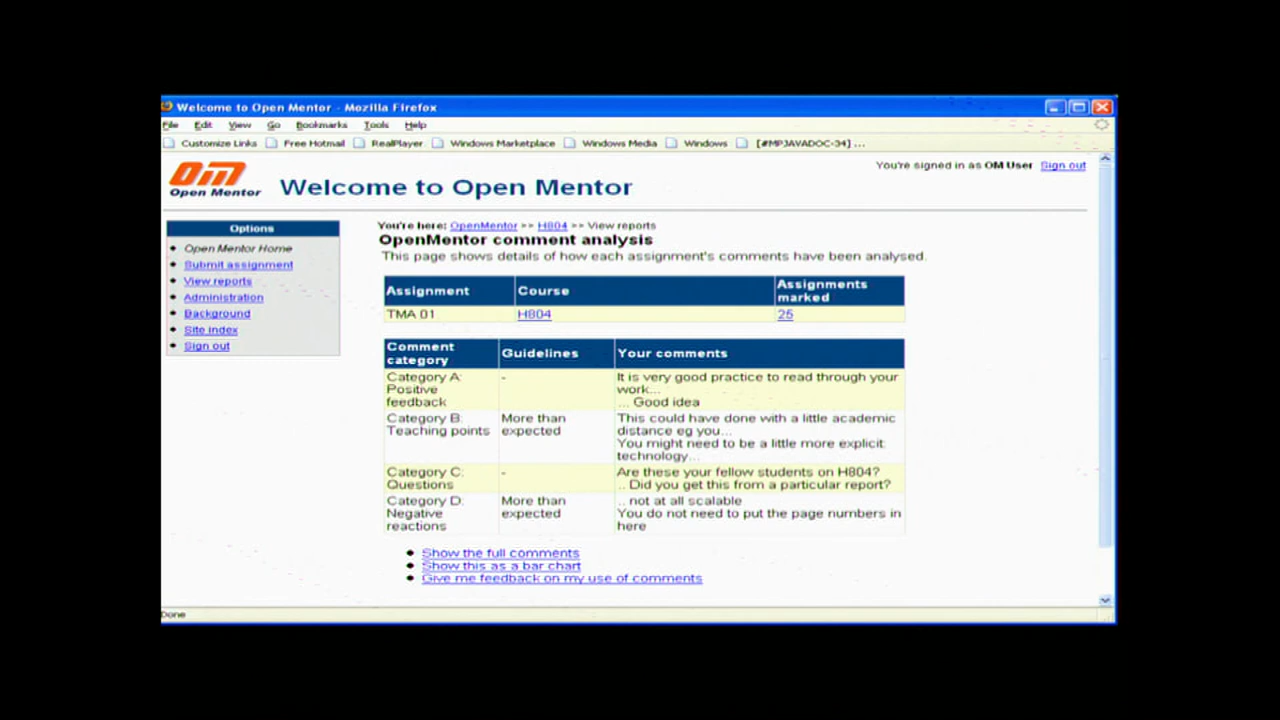 Welcome to Open Mentor - Mozilla Firefox
File Edit View Go Bookmarks Tools Help
Customize Links Free Hotmail RealPlayer Windows Marketplace Windows Media Windows [#MPJAVADOC-34] ...
You're signed in as OM User Sign out
OM
Open Mentor
Welcome to Open Mentor
Options
Open Mentor Home
Submit assignment
View reports
Administration
Background
Site index
Sign out
You're here: OpenMentor >> H804 >> View reports
OpenMentor comment analysis
This page shows details of how each assignment's comments have been analysed.
Assignment Course Assignments marked
TMA 01 H804 25
Comment category Guidelines Your comments
Category A: Positive feedback - It is very good practice to read through your work...
... Good idea
Category B: Teaching points More than expected This could have done with a little academic distance eg you...
You might need to be a little more explicit technology...
Category C: Questions - Are these your fellow students on H804?
.. Did you get this from a particular report?
Category D: Negative reactions More than expected .. not at all scalable
You do not need to put the page numbers in here
Show the full comments
Show this as a bar chart
Give me feedback on my use of comments
Done